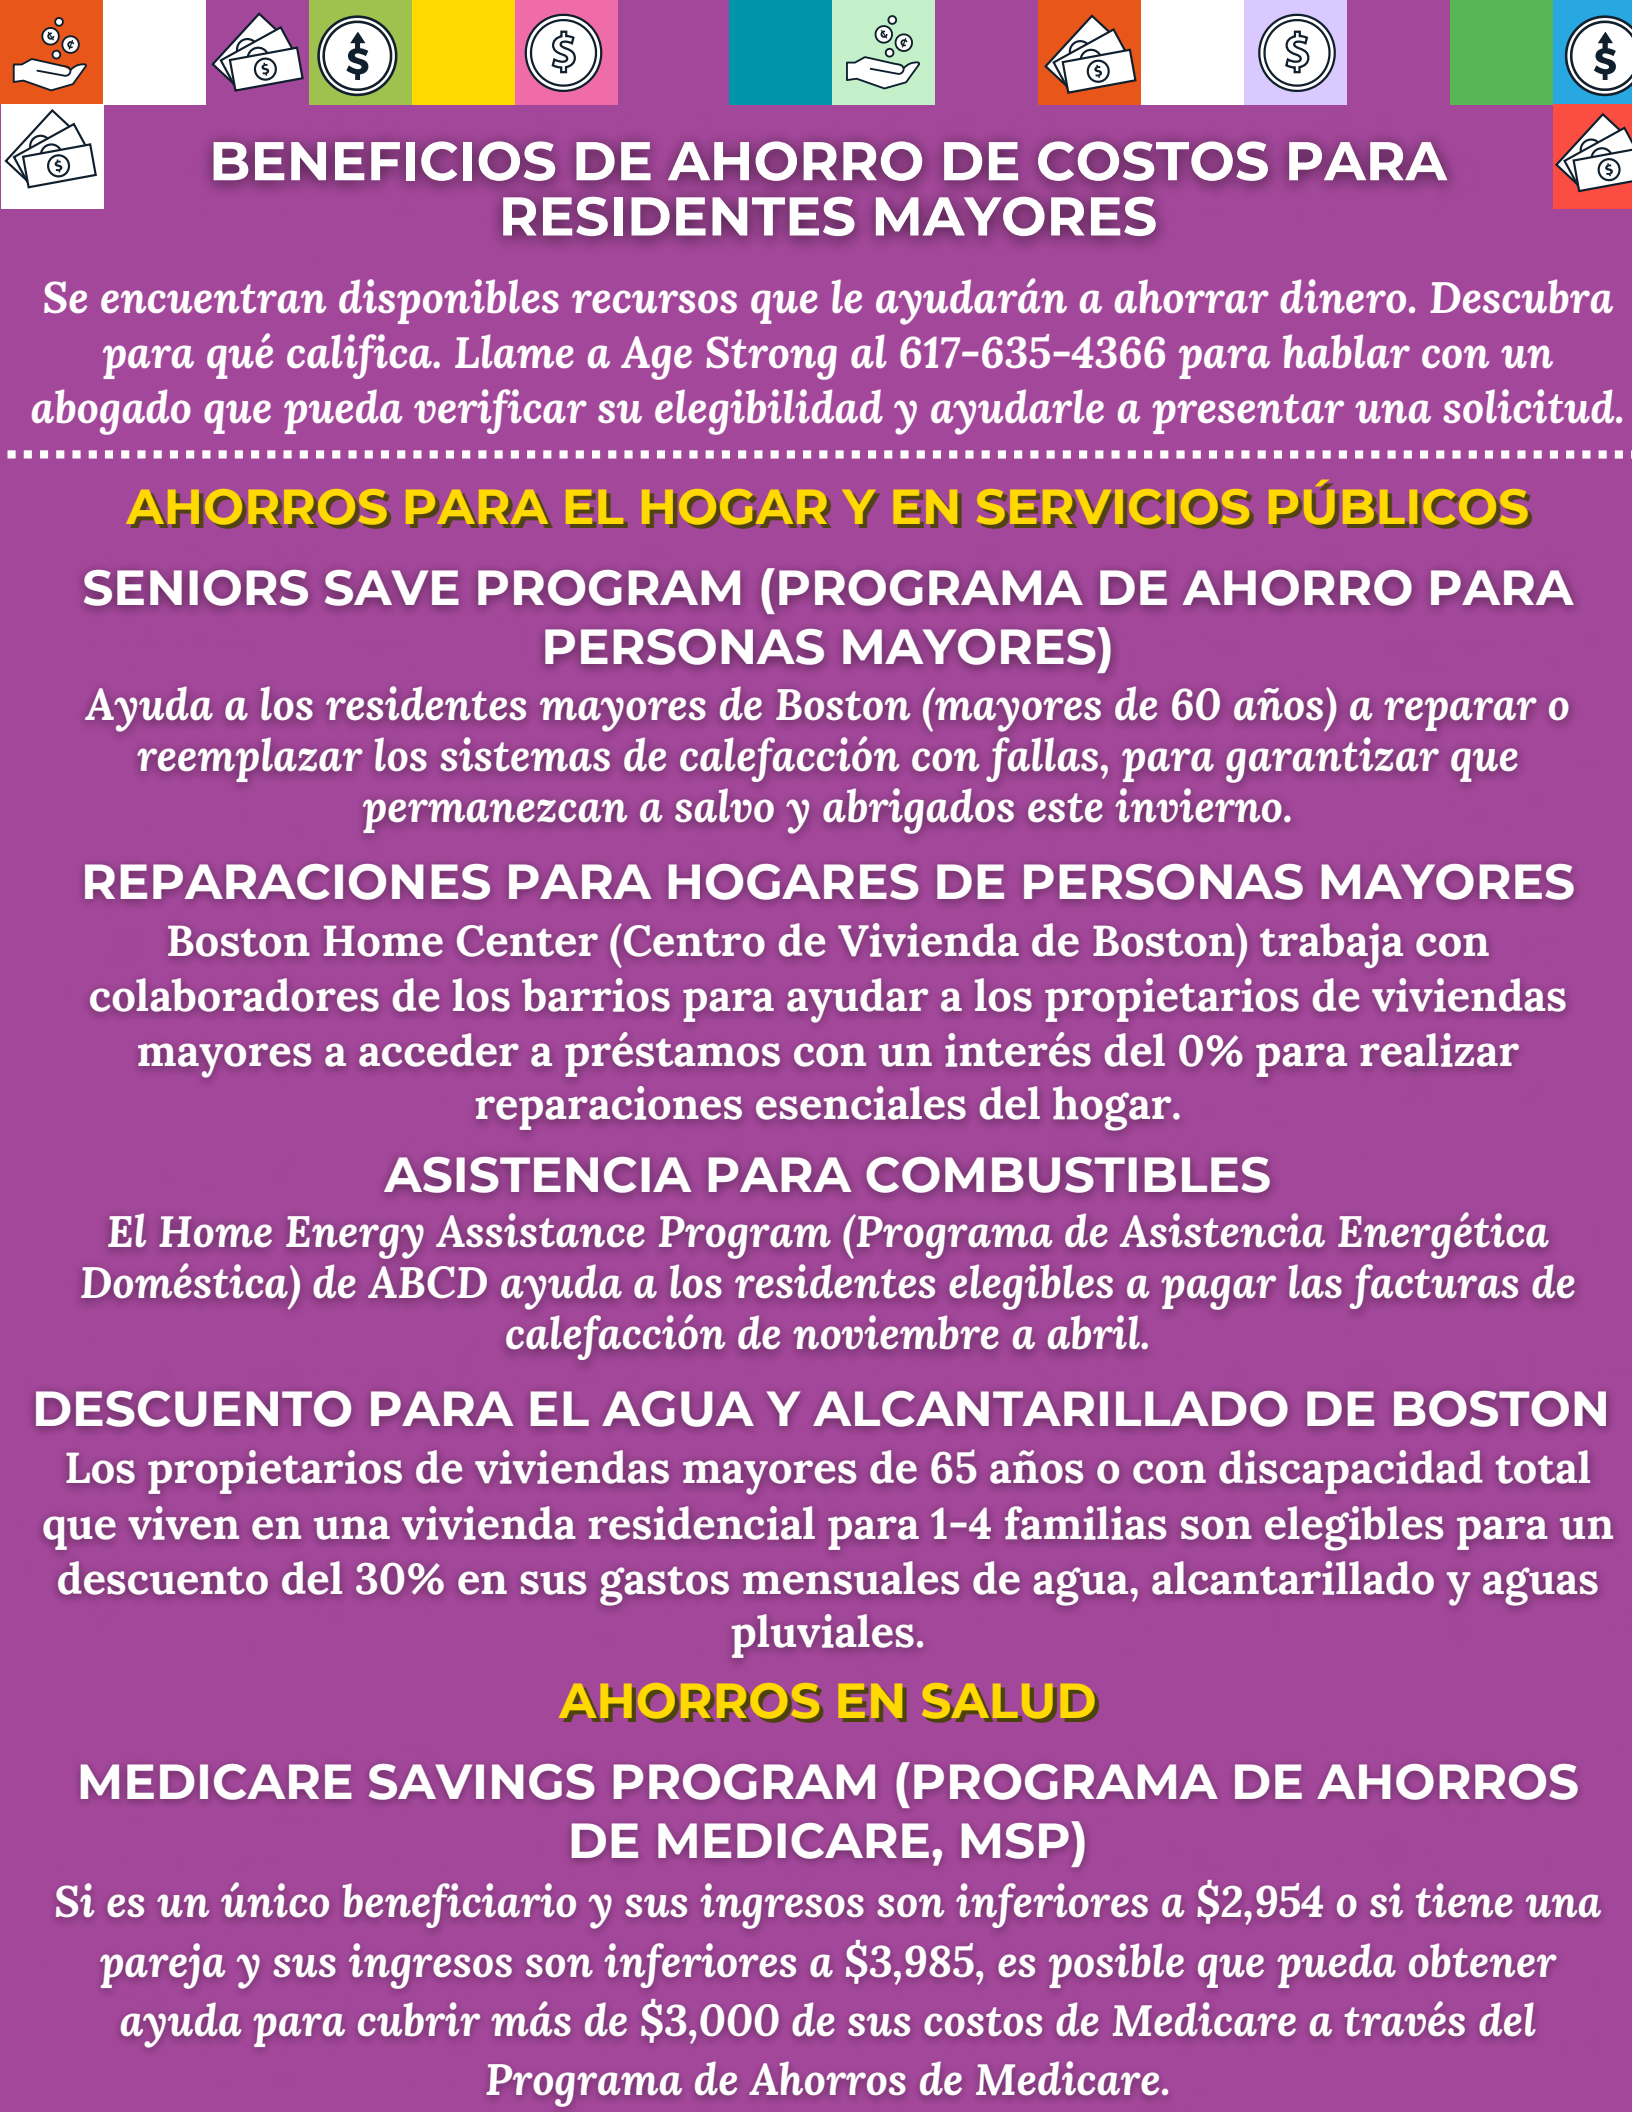 BENEFICIOS DE AHORRO DE COSTOS PARA
RESIDENTES MAYORES
Se encuentran disponibles recursos que le ayudarán a ahorrar dinero. Descubra
para qué califica. Llame a Age Strong al 617-635-4366 para hablar con un
abogado que pueda verificar su elegibilidad y ayudarle a presentar una solicitud.
AHORROS PARA EL HOGAR Y EN SERVICIOS PÚBLICOS
SENIORS SAVE PROGRAM (PROGRAMA DE AHORRO PARA
PERSONAS MAYORES)
Ayuda a los residentes mayores de Boston (mayores de 60 años) a reparar o
reemplazar los sistemas de calefacción con fallas, para garantizar que
permanezcan a salvo y abrigados este invierno.
REPARACIONES PARA HOGARES DE PERSONAS MAYORES
Boston Home Center (Centro de Vivienda de Boston) trabaja con
colaboradores de los barrios para ayudar a los propietarios de viviendas
mayores a acceder a préstamos con un interés del 0% para realizar
reparaciones esenciales del hogar.
ASISTENCIA PARA COMBUSTIBLES
El Home Energy Assistance Program (Programa de Asistencia Energética
Doméstica) de ABCD ayuda a los residentes elegibles a pagar las facturas de
calefacción de noviembre a abril.
DESCUENTO PARA EL AGUA Y ALCANTARILLADO DE BOSTON
Los propietarios de viviendas mayores de 65 años o con discapacidad total
que viven en una vivienda residencial para 1-4 familias son elegibles para un
descuento del 30% en sus gastos mensuales de agua, alcantarillado y aguas
pluviales.
AHORROS EN SALUD
MEDICARE SAVINGS PROGRAM (PROGRAMA DE AHORROS
DE MEDICARE, MSP)
Si es un único beneficiario y sus ingresos son inferiores a $2,954 o si tiene una
pareja y sus ingresos son inferiores a $3,985, es posible que pueda obtener
ayuda para cubrir más de $3,000 de sus costos de Medicare a través del
Programa de Ahorros de Medicare.